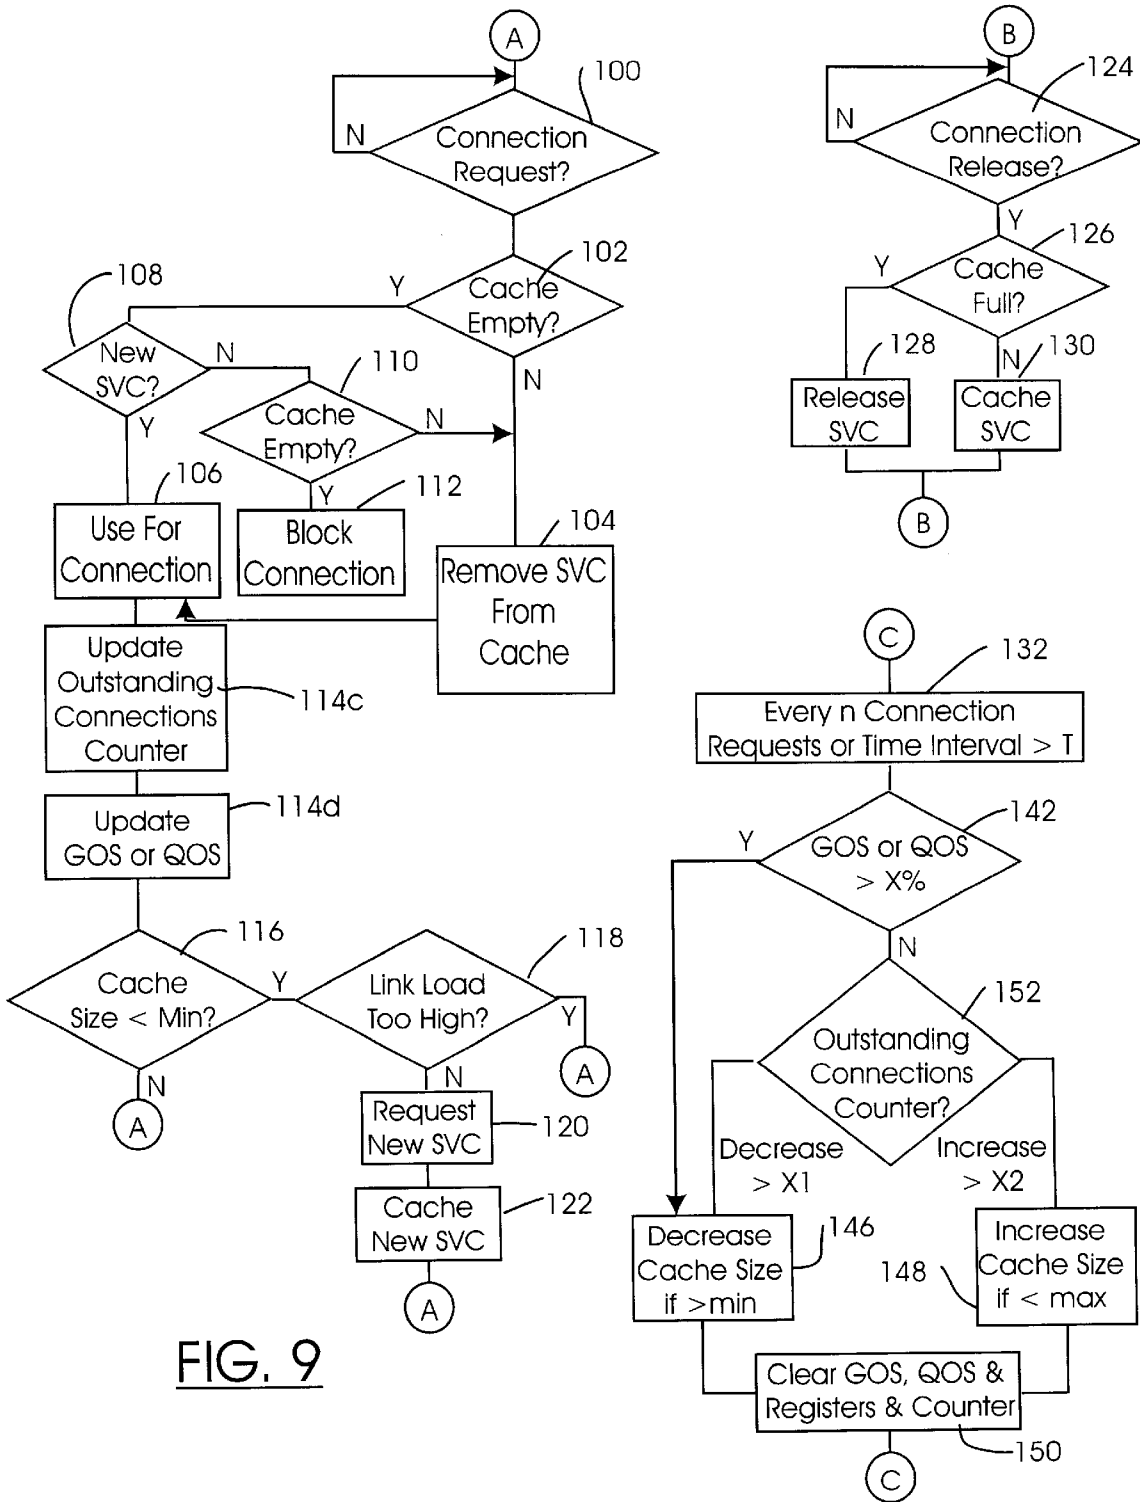 A
100
N
Connection
Request?
102
Y
Cache
Empty?
N
108
New
SVC?
N
Y
110
Cache
Empty?
N
Y
106
Use For
Connection
112
Block
Connection
104
Remove SVC
From
Cache
Update
Outstanding
Connections
Counter
114c
Update
GOS or QOS
114d
116
Cache
Size < Min?
Y
N
A
118
Link Load
Too High?
Y
A
N
Request
New SVC
120
Cache
New SVC
122
A
FIG. 9
B
124
N
Connection
Release?
Y
126
Y
Cache
Full?
N
128
Release
SVC
130
Cache
SVC
B
C
132
Every n Connection
Requests or Time Interval > T
142
Y
GOS or QOS
> X%
N
152
Outstanding
Connections
Counter?
Decrease
> X1
Increase
> X2
Decrease
Cache Size
if >min
146
Increase
Cache Size
if < max
148
Clear GOS, QOS &
Registers & Counter
150
C